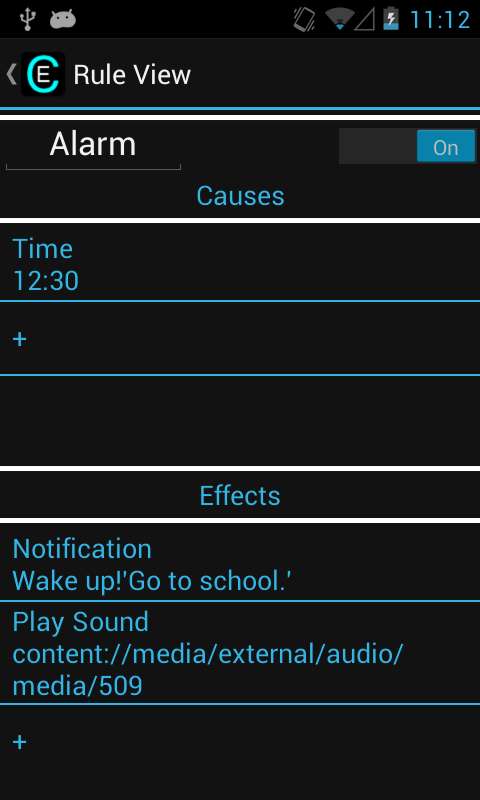 11:12
CE Rule View
Alarm
On
Causes
Time
12:30
+
Effects
Notification
Wake up!'Go to school.'
Play Sound
content://media/external/audio/
media/509
+